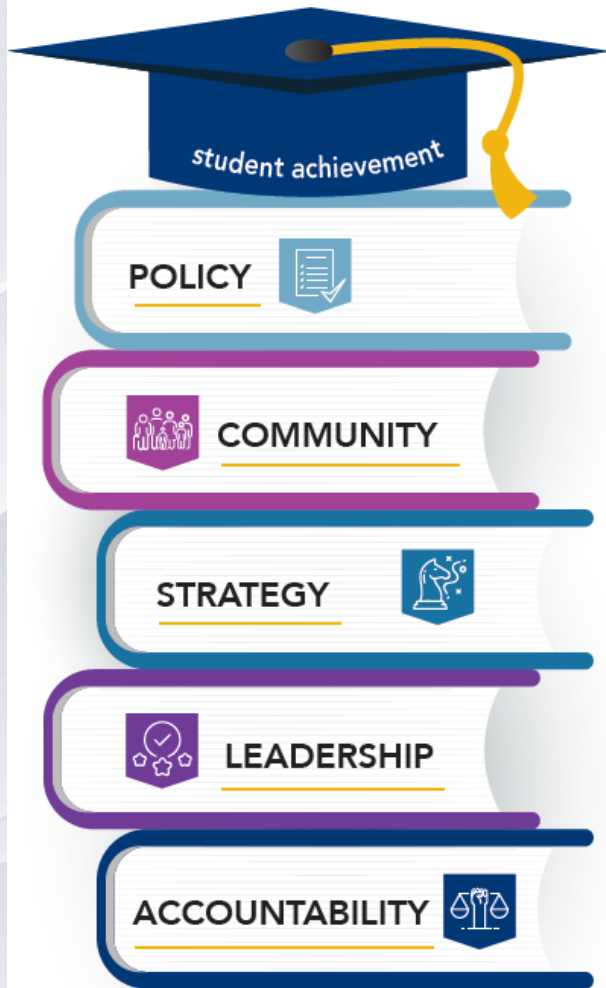 student achievement
POLICY
COMMUNITY
STRATEGY
LEADERSHIP
ACCOUNTABILITY